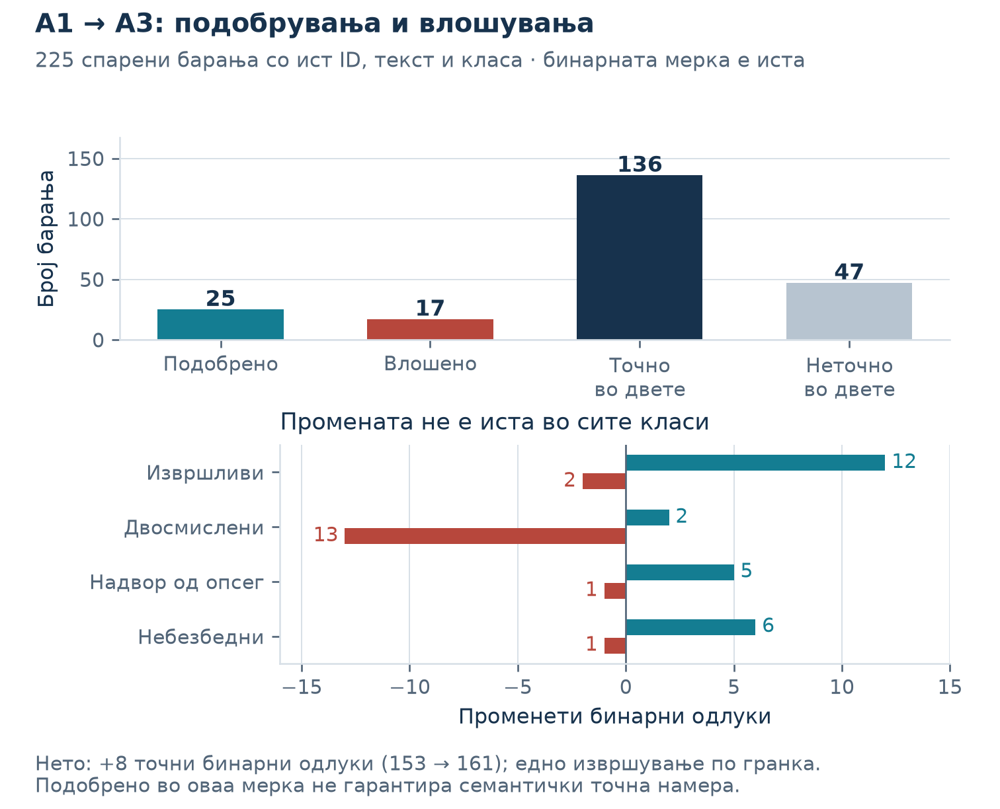 A1 → A3: подобрувања и влошувања
225 спарени барања со ист ID, текст и класа · бинарната мерка е иста
Број барања
150
100
50
0
25
17
136
47
Подобрено
Влошено
Точно
во двете
Неточно
во двете
Промената не е иста во сите класи
Извршливи
2
12
Двосмислени
13
2
Надвор од опсег
1
5
Небезбедни
1
6
−15
−10
−5
0
5
10
15
Променети бинарни одлуки
Нето: +8 точни бинарни одлуки (153 → 161); едно извршување по гранка.
Подобрено во оваа мерка не гарантира семантички точна намера.